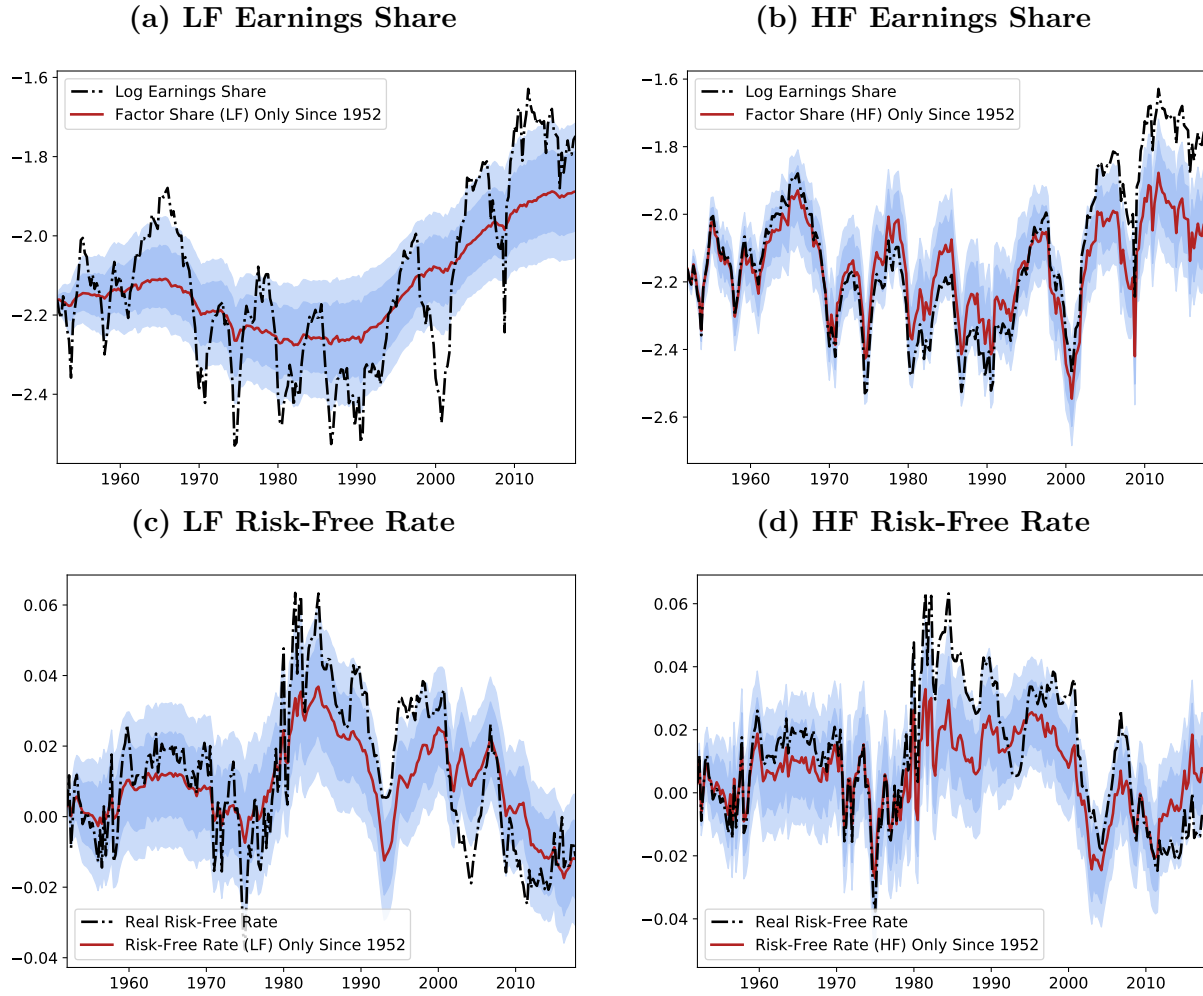 (a) LF Earnings Share
−1.6
−1.8
−2.0
−2.2
−2.4
Log Earnings Share
Factor Share (LF) Only Since 1952
1960 1970 1980 1990 2000 2010
(b) HF Earnings Share
−1.6
−1.8
−2.0
−2.2
−2.4
−2.6
Log Earnings Share
Factor Share (HF) Only Since 1952
1960 1970 1980 1990 2000 2010
(c) LF Risk-Free Rate
0.06
0.04
0.02
0.00
−0.02
−0.04
Real Risk-Free Rate
Risk-Free Rate (LF) Only Since 1952
1960 1970 1980 1990 2000 2010
(d) HF Risk-Free Rate
0.06
0.04
0.02
0.00
−0.02
−0.04
Real Risk-Free Rate
Risk-Free Rate (HF) Only Since 1952
1960 1970 1980 1990 2000 2010